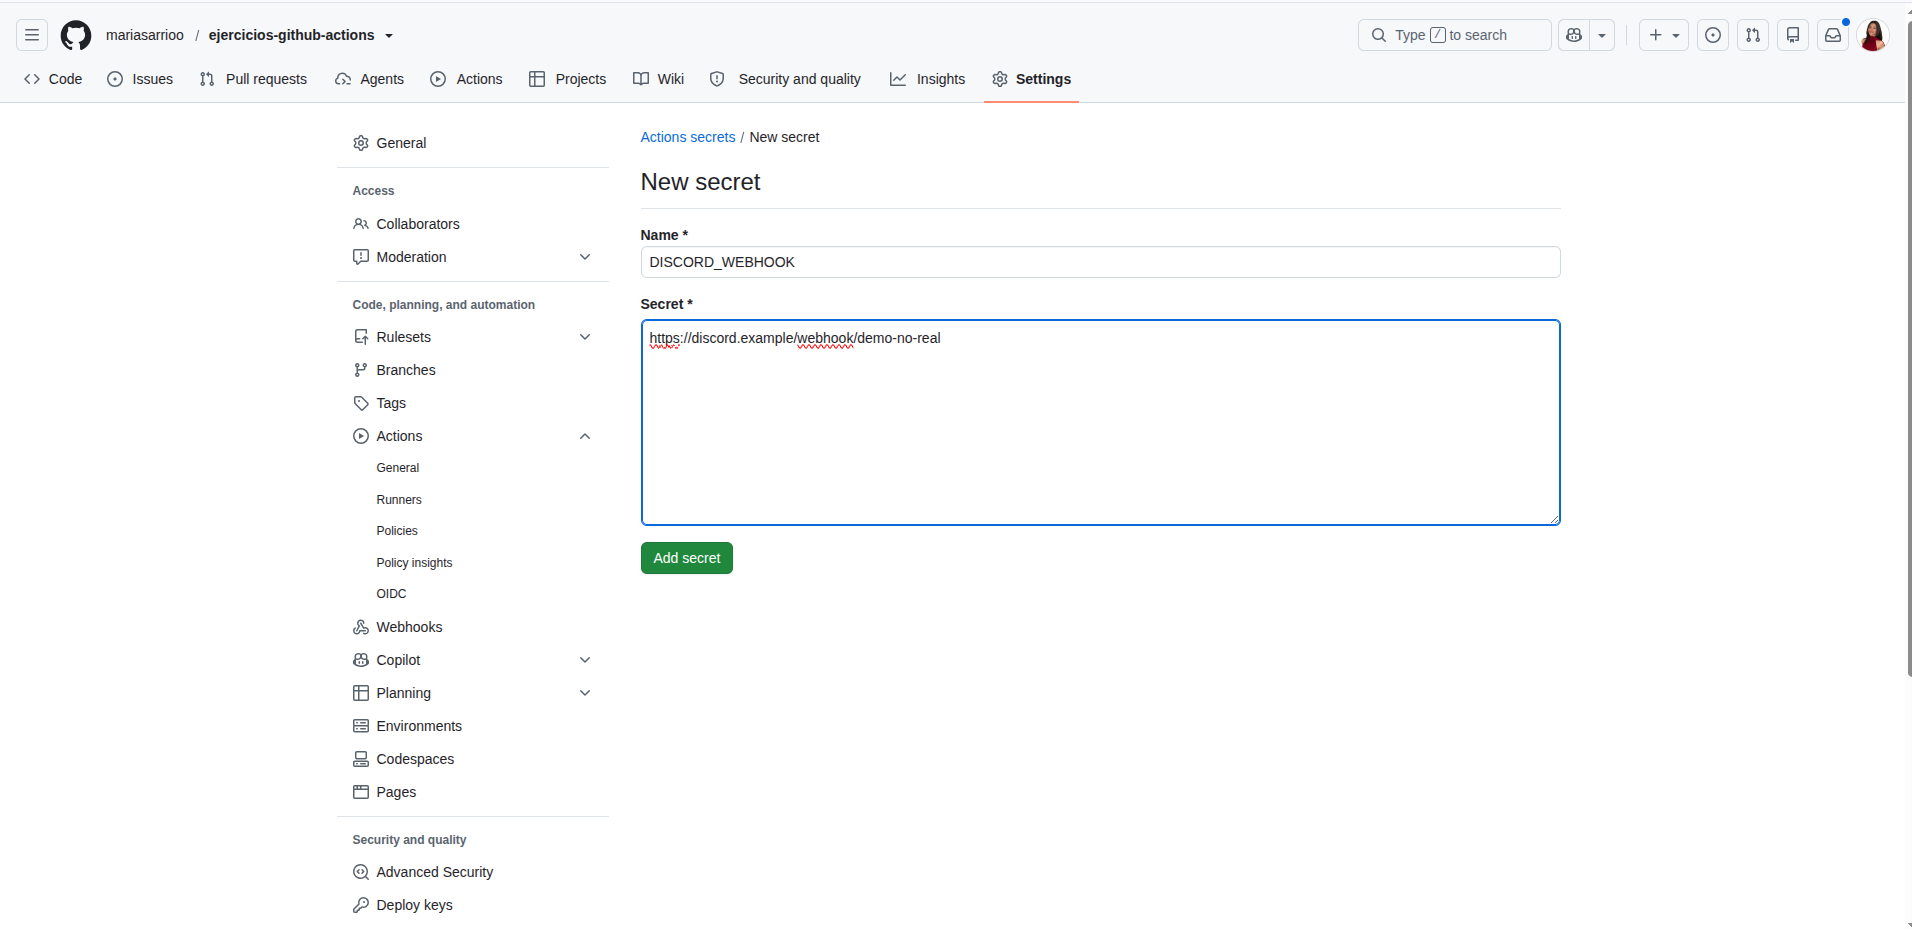 mariasarrioo / ejercicios-github-actions
Type / to search
Code Issues Pull requests Agents Actions Projects Wiki Security and quality Insights Settings
General
Access
Collaborators
Moderation
Code, planning, and automation
Rulesets
Branches
Tags
Actions
General
Runners
Policies
Policy insights
OIDC
Webhooks
Copilot
Planning
Environments
Codespaces
Pages
Security and quality
Advanced Security
Deploy keys
Actions secrets / New secret
New secret
Name *
DISCORD_WEBHOOK
Secret *
https://discord.example/webhook/demo-no-real
Add secret